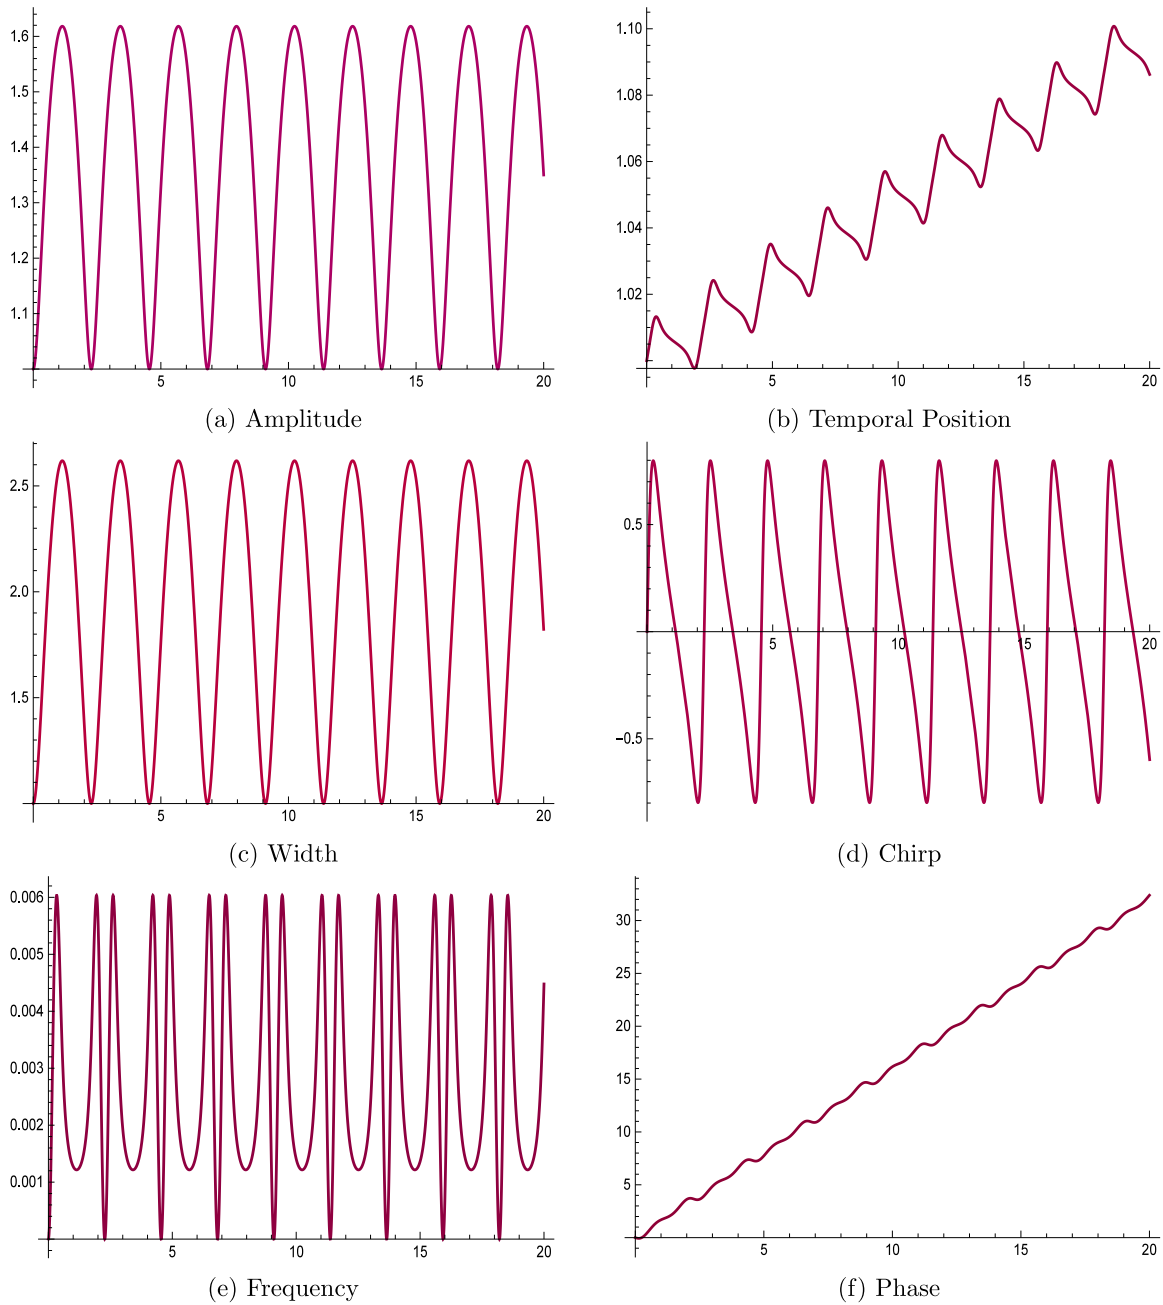 1.6
1.5
1.4
1.3
1.2
1.1
5 10 15 20
(a) Amplitude
1.10
1.08
1.06
1.04
1.02
5 10 15 20
(b) Temporal Position
2.5
2.0
1.5
5 10 15 20
(c) Width
0.5
5 10 15 20
−0.5
(d) Chirp
0.006
0.005
0.004
0.003
0.002
0.001
5 10 15 20
(e) Frequency
30
25
20
15
10
5
5 10 15 20
(f) Phase